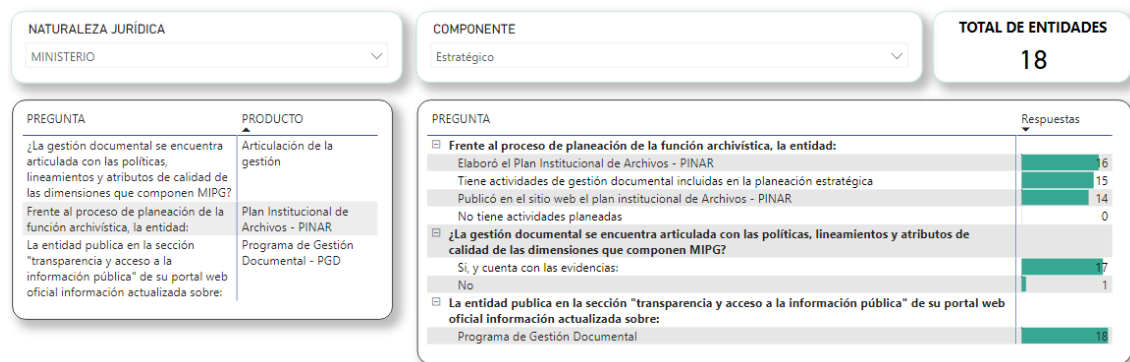 NATURALEZA JURÍDICA
MINISTERIO
COMPONENTE
Estratégico
TOTAL DE ENTIDADES
18
PREGUNTA PRODUCTO
¿La gestión documental se encuentra Articulación de la
articulada con las políticas, gestión
lineamientos y atributos de calidad de
las dimensiones que componen MIPG?
Frente al proceso de planeación de la Plan Institucional de
función archivística, la entidad: Archivos - PINAR
La entidad publica en la sección Programa de Gestión
"transparencia y acceso a la Documental - PGD
información pública" de su portal web
oficial información actualizada sobre:
PREGUNTA Respuestas
Frente al proceso de planeación de la función archivística, la entidad:
Elaboró el Plan Institucional de Archivos - PINAR 16
Tiene actividades de gestión documental incluidas en la planeación estratégica 15
Publicó en el sitio web el plan institucional de Archivos - PINAR 14
No tiene actividades planeadas 0
¿La gestión documental se encuentra articulada con las políticas, lineamientos y atributos de
calidad de las dimensiones que componen MIPG?
Si, y cuenta con las evidencias: 17
No 1
La entidad publica en la sección "transparencia y acceso a la información pública" de su portal web
oficial información actualizada sobre:
Programa de Gestión Documental 18